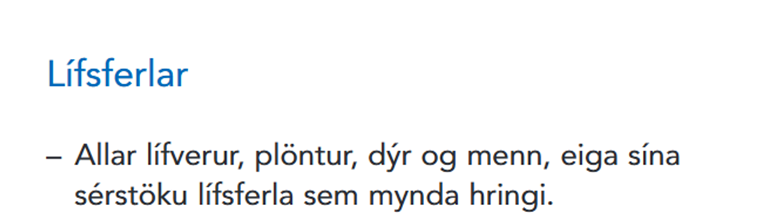 Lífsferlar
– Allar lífverur, plöntur, dýr og menn, eiga sína
sérstöku lífsferla sem mynda hringi.